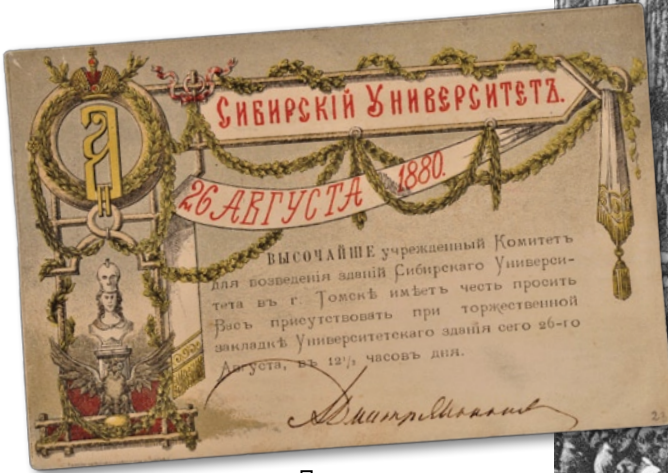 СИБИРСКІЙ УНИВЕРСИТЕТЪ.
26 АВГУСТА 1880.
ВЫСОЧАЙШЕ учрежденный Комитетъ
для возведенія зданій Сибирскаго Универси-
тета въ г. Томскѣ имѣетъ честь просить
Васъ присутствовать при торжественной
закладкѣ Университетскаго зданія сего 26-го
Августа, въ 12½ часовъ дня.